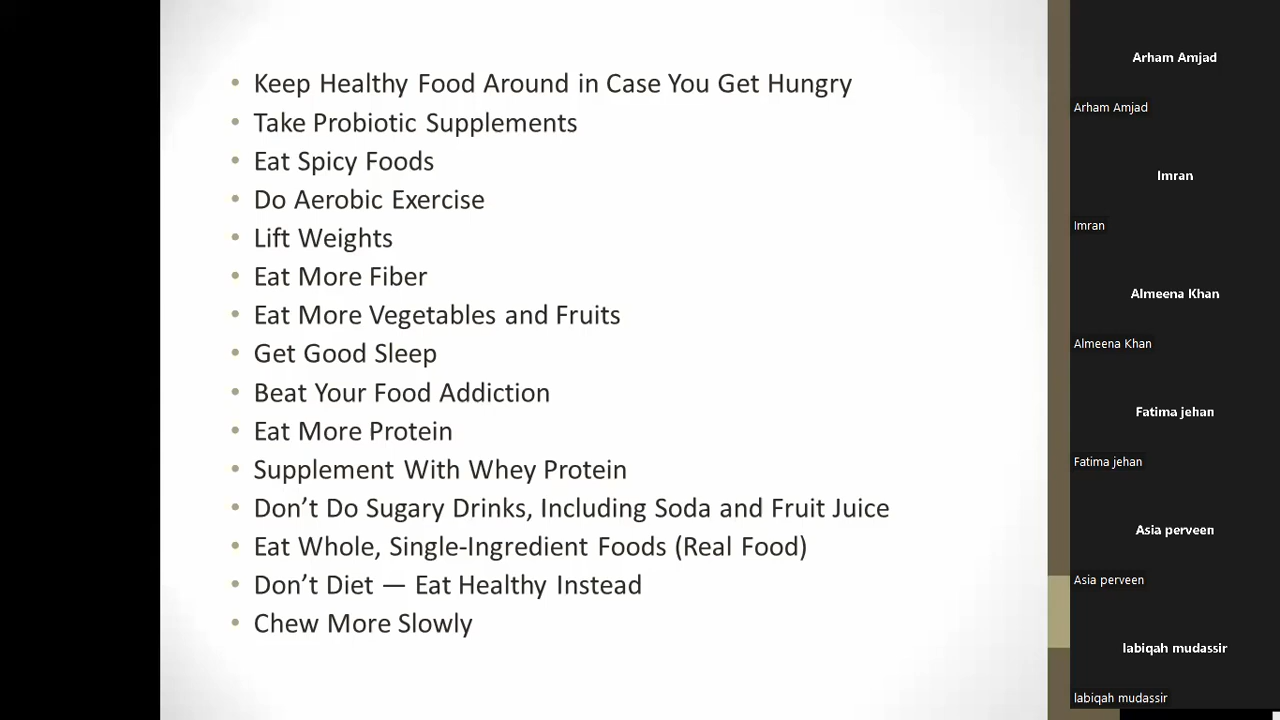 Keep Healthy Food Around in Case You Get Hungry
Take Probiotic Supplements
Eat Spicy Foods
Do Aerobic Exercise
Lift Weights
Eat More Fiber
Eat More Vegetables and Fruits
Get Good Sleep
Beat Your Food Addiction
Eat More Protein
Supplement With Whey Protein
Don’t Do Sugary Drinks, Including Soda and Fruit Juice
Eat Whole, Single-Ingredient Foods (Real Food)
Don’t Diet — Eat Healthy Instead
Chew More Slowly
Arham Amjad
Arham Amjad
Imran
Imran
Almeena Khan
Almeena Khan
Fatima jehan
Fatima jehan
Asia perveen
Asia perveen
labiqah mudassir
labiqah mudassir